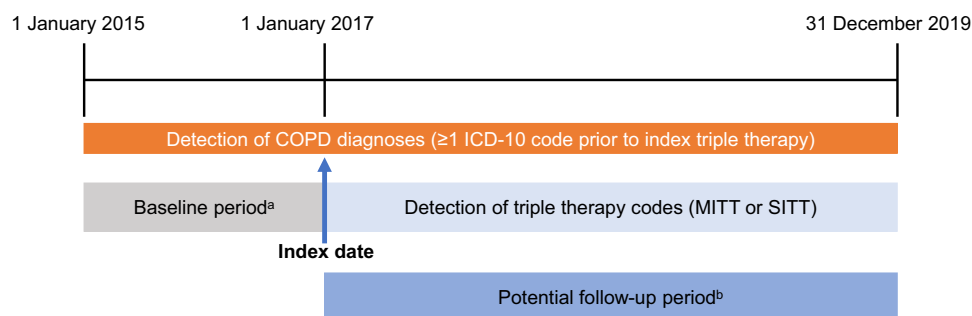 1 January 2015 1 January 2017 31 December 2019
Detection of COPD diagnoses (≥1 ICD-10 code prior to index triple therapy)
Baseline periodᵃ Detection of triple therapy codes (MITT or SITT)
Index date
Potential follow-up periodᵇ